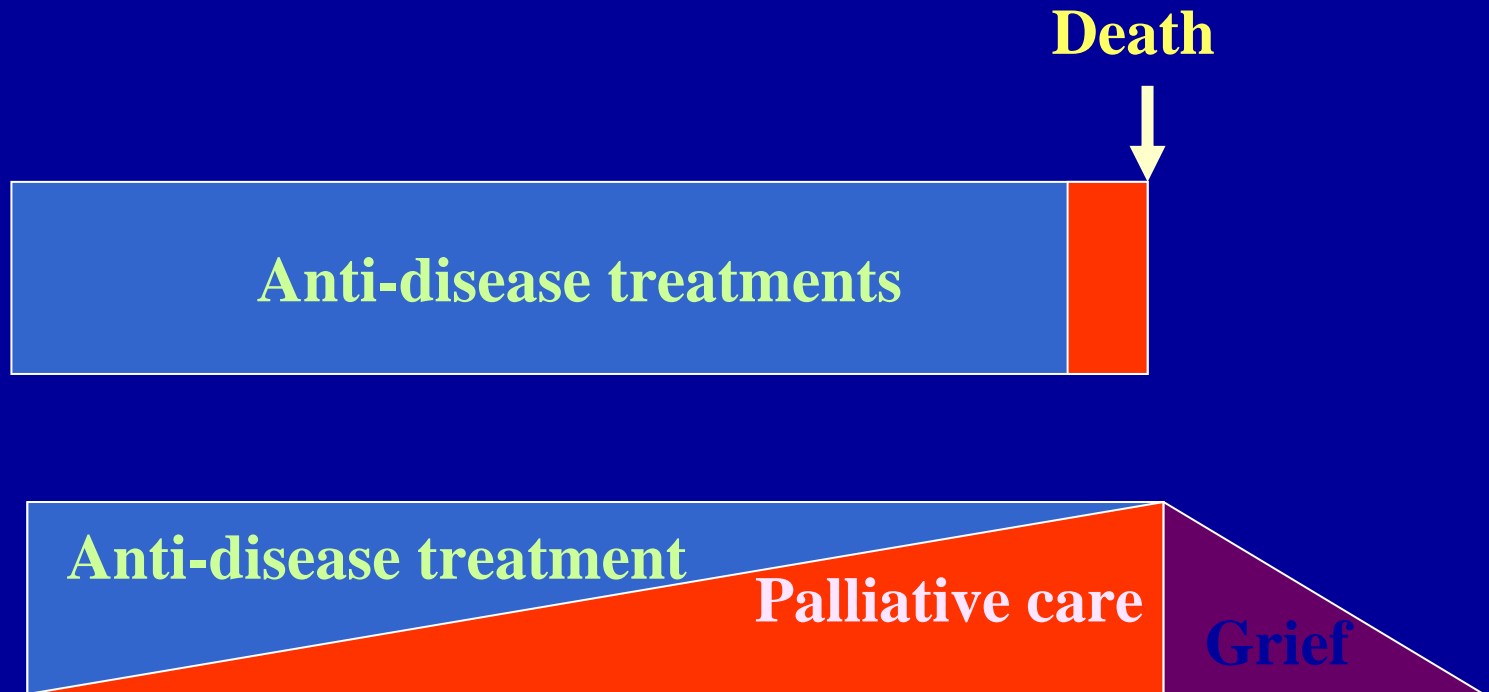 Death
Anti-disease treatments
Anti-disease treatment
Palliative care
Grief